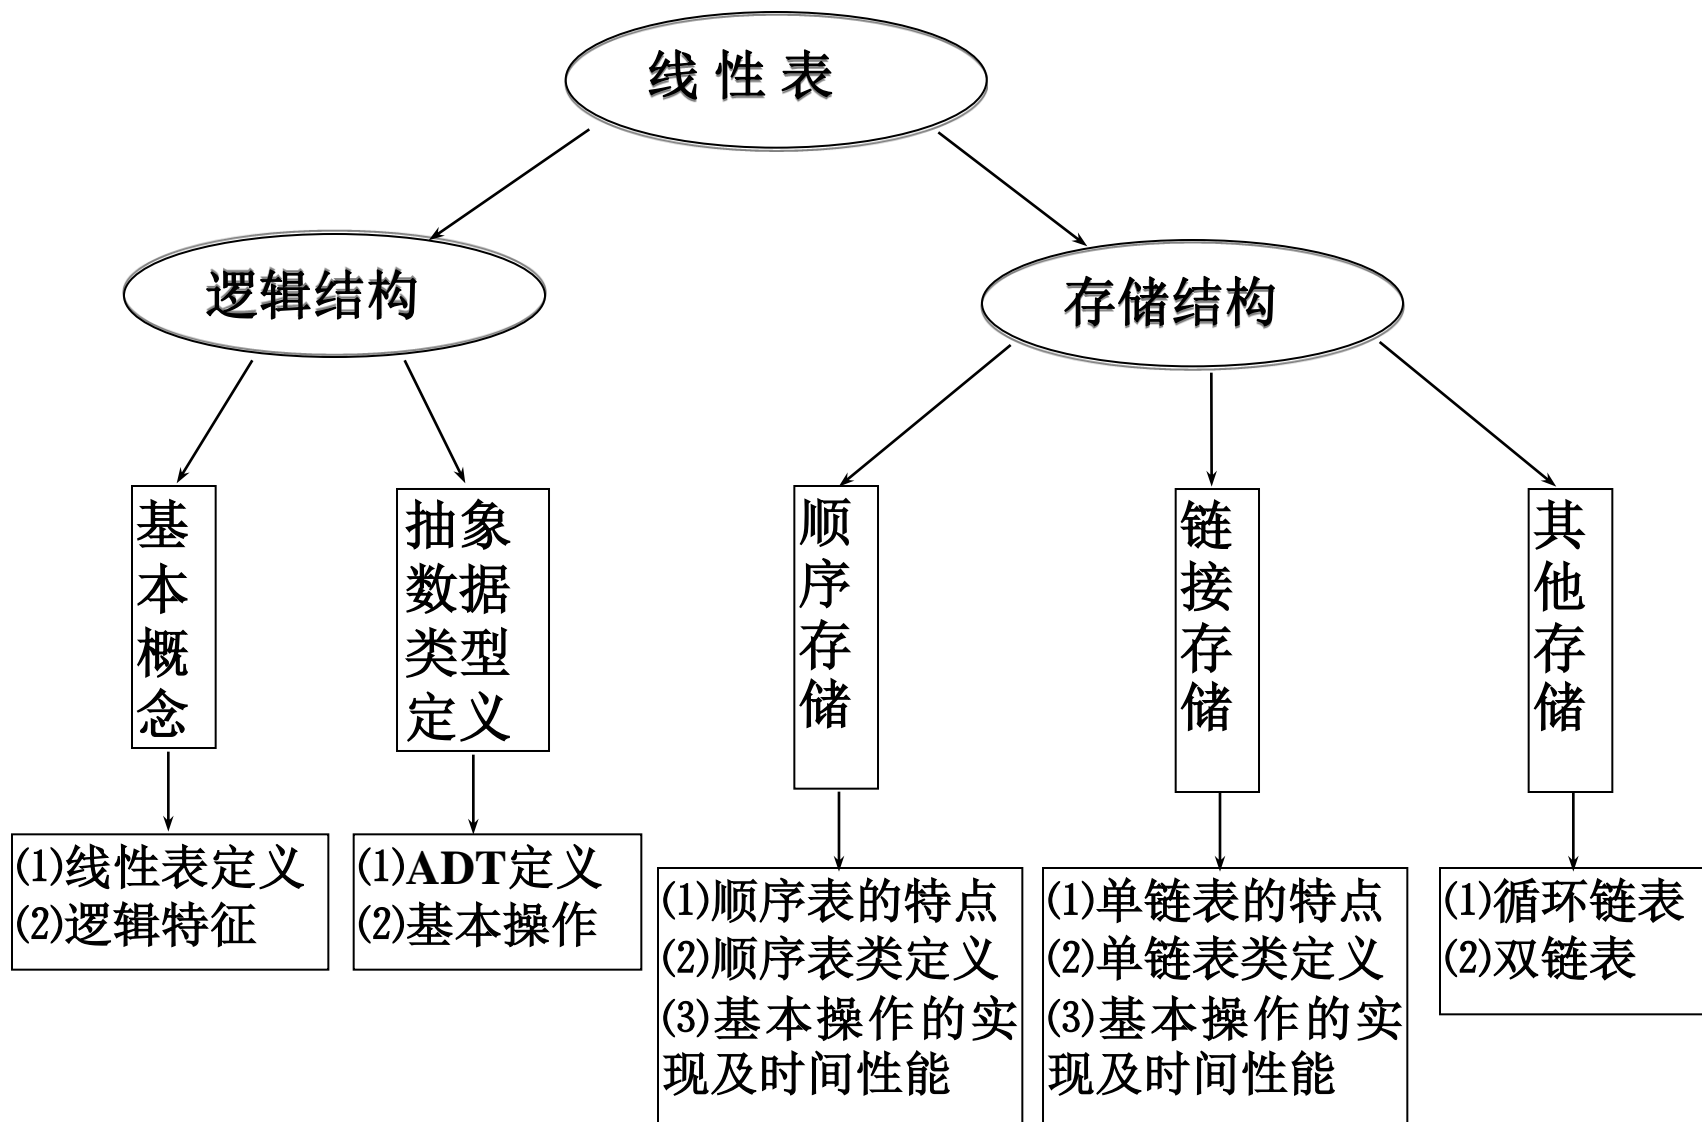 线 性 表
逻辑结构
存储结构
基
本
概
念
抽象
数据
类型
定义
顺
序
存
储
链
接
存
储
其
他
存
储
⑴线性表定义
⑵逻辑特征
⑴ADT定义
⑵基本操作
⑴顺序表的特点
⑵顺序表类定义
⑶基本操作的实
现及时间性能
⑴单链表的特点
⑵单链表类定义
⑶基本操作的实
现及时间性能
⑴循环链表
⑵双链表